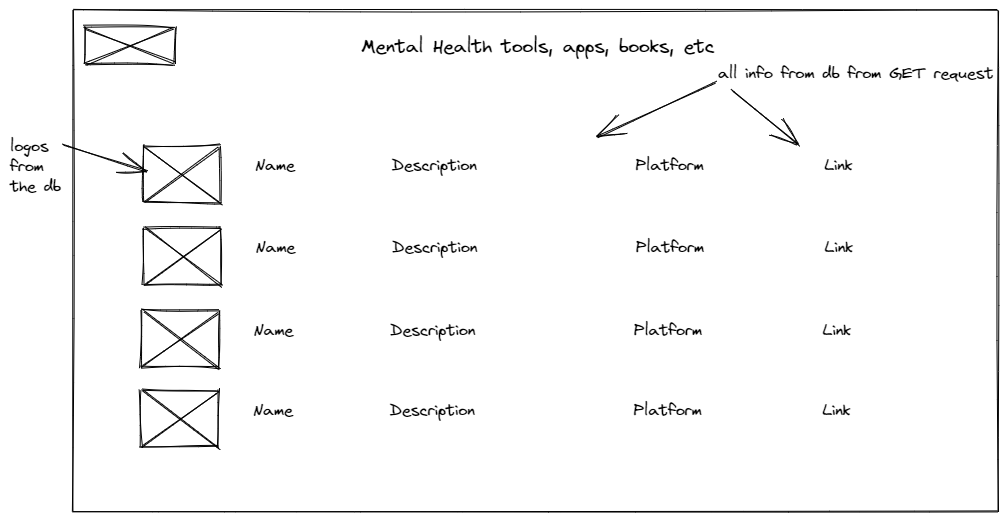 Mental Health tools, apps, books, etc
all info from db from GET request
logos
from
the db
Name Description Platform Link
Name Description Platform Link
Name Description Platform Link
Name Description Platform Link